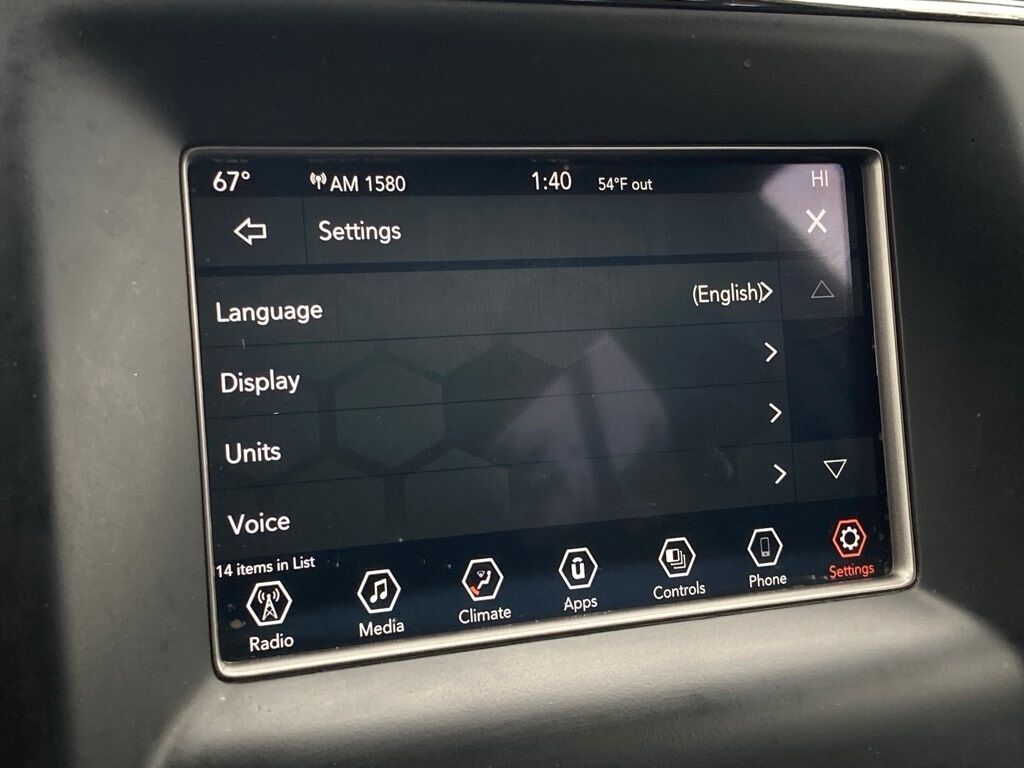 67° AM 1580 1:40 54°F out HI
Settings X
Language (English)
Display
Units
Voice
14 items in List
Radio Media Climate Apps Controls Phone Settings